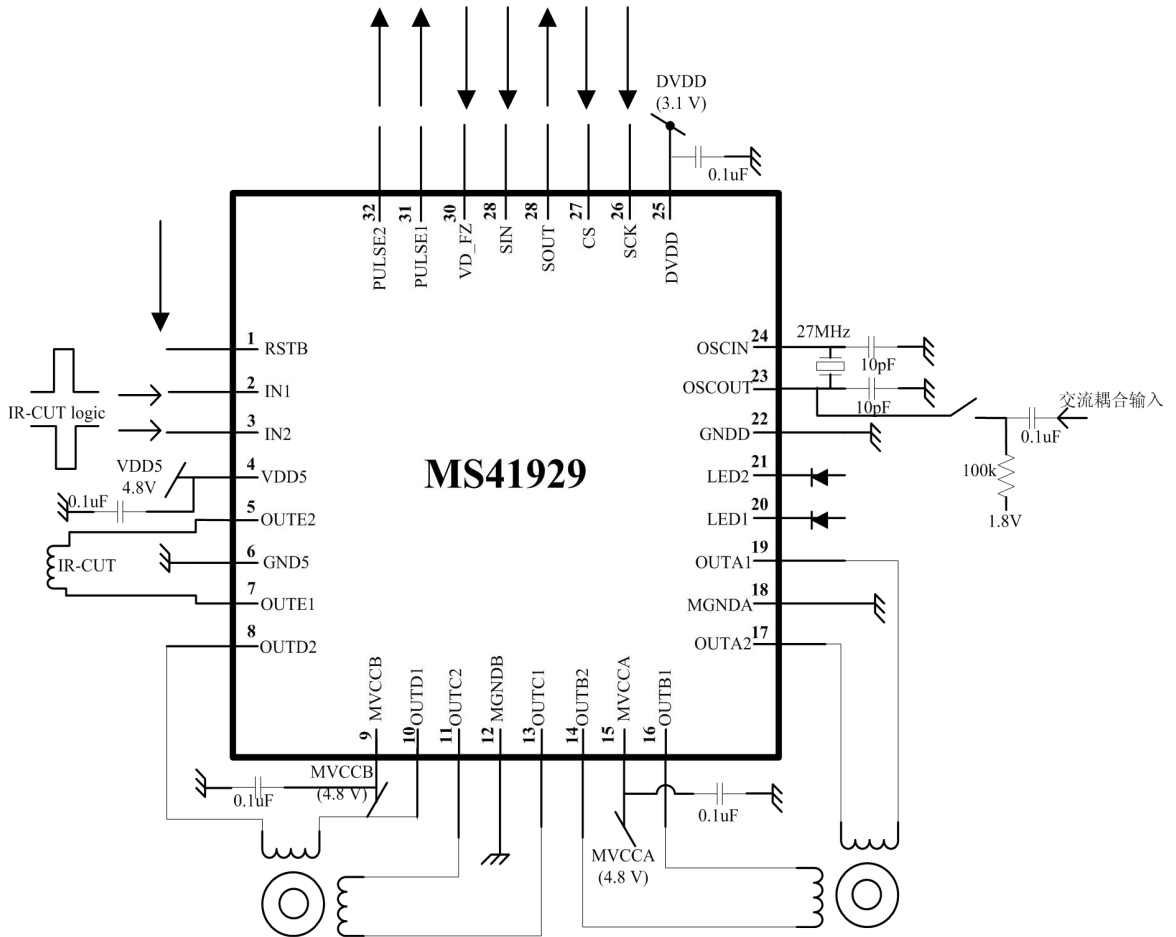 DVDD
(3.1 V)
0.1uF
32
31
30
28
28
27
26
25
PULSE2
PULSE1
VD_FZ
SIN
SOUT
CS
SCK
DVDD
1
RSTB
2
IN1
3
IN2
IR-CUT logic
VDD5
4.8V
4
VDD5
0.1uF
5
OUTE2
IR-CUT
6
GND5
7
OUTE1
8
OUTD2
MS41929
24
OSCIN
27MHz
10pF
23
OSCOUT
10pF
交流耦合输入
0.1uF
100k
1.8V
22
GNDD
21
LED2
20
LED1
19
OUTA1
18
MGNDA
17
OUTA2
MVCCB
OUTD1
OUTC2
MGNDB
OUTC1
OUTB2
MVCCA
OUTB1
9
10
11
12
13
14
15
16
MVCCB
(4.8 V)
0.1uF
0.1uF
MVCCA
(4.8 V)